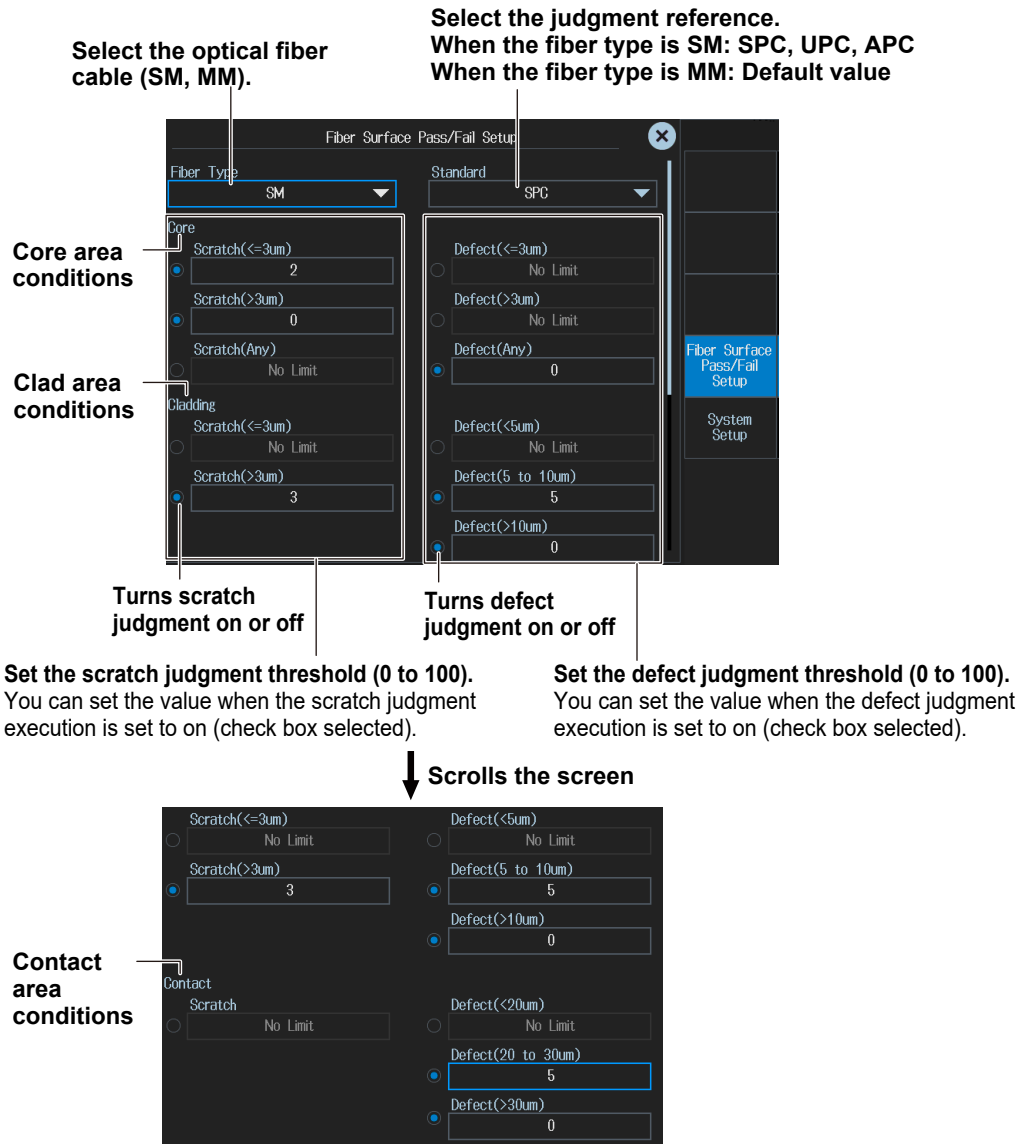 Select the judgment reference.
When the fiber type is SM: SPC, UPC, APC
When the fiber type is MM: Default value
Select the optical fiber
cable (SM, MM).
Fiber Surface Pass/Fail Setup
Fiber Type
SM
Standard
SPC
Core area
conditions
Core
Scratch(<=3um)
2
Scratch(>3um)
0
Scratch(Any)
No Limit
Defect(<=3um)
No Limit
Defect(>3um)
No Limit
Defect(Any)
0
Clad area
conditions
Cladding
Scratch(<=3um)
No Limit
Scratch(>3um)
3
Defect(<5um)
No Limit
Defect(5 to 10um)
5
Defect(>10um)
0
Fiber Surface
Pass/Fail
Setup
System
Setup
Turns scratch
judgment on or off
Turns defect
judgment on or off
Set the scratch judgment threshold (0 to 100).
You can set the value when the scratch judgment
execution is set to on (check box selected).
Set the defect judgment threshold (0 to 100).
You can set the value when the defect judgment
execution is set to on (check box selected).
Scrolls the screen
Scratch(<=3um)
No Limit
Scratch(>3um)
3
Defect(<5um)
No Limit
Defect(5 to 10um)
5
Defect(>10um)
0
Contact
area
conditions
Contact
Scratch
No Limit
Defect(<20um)
No Limit
Defect(20 to 30um)
5
Defect(>30um)
0